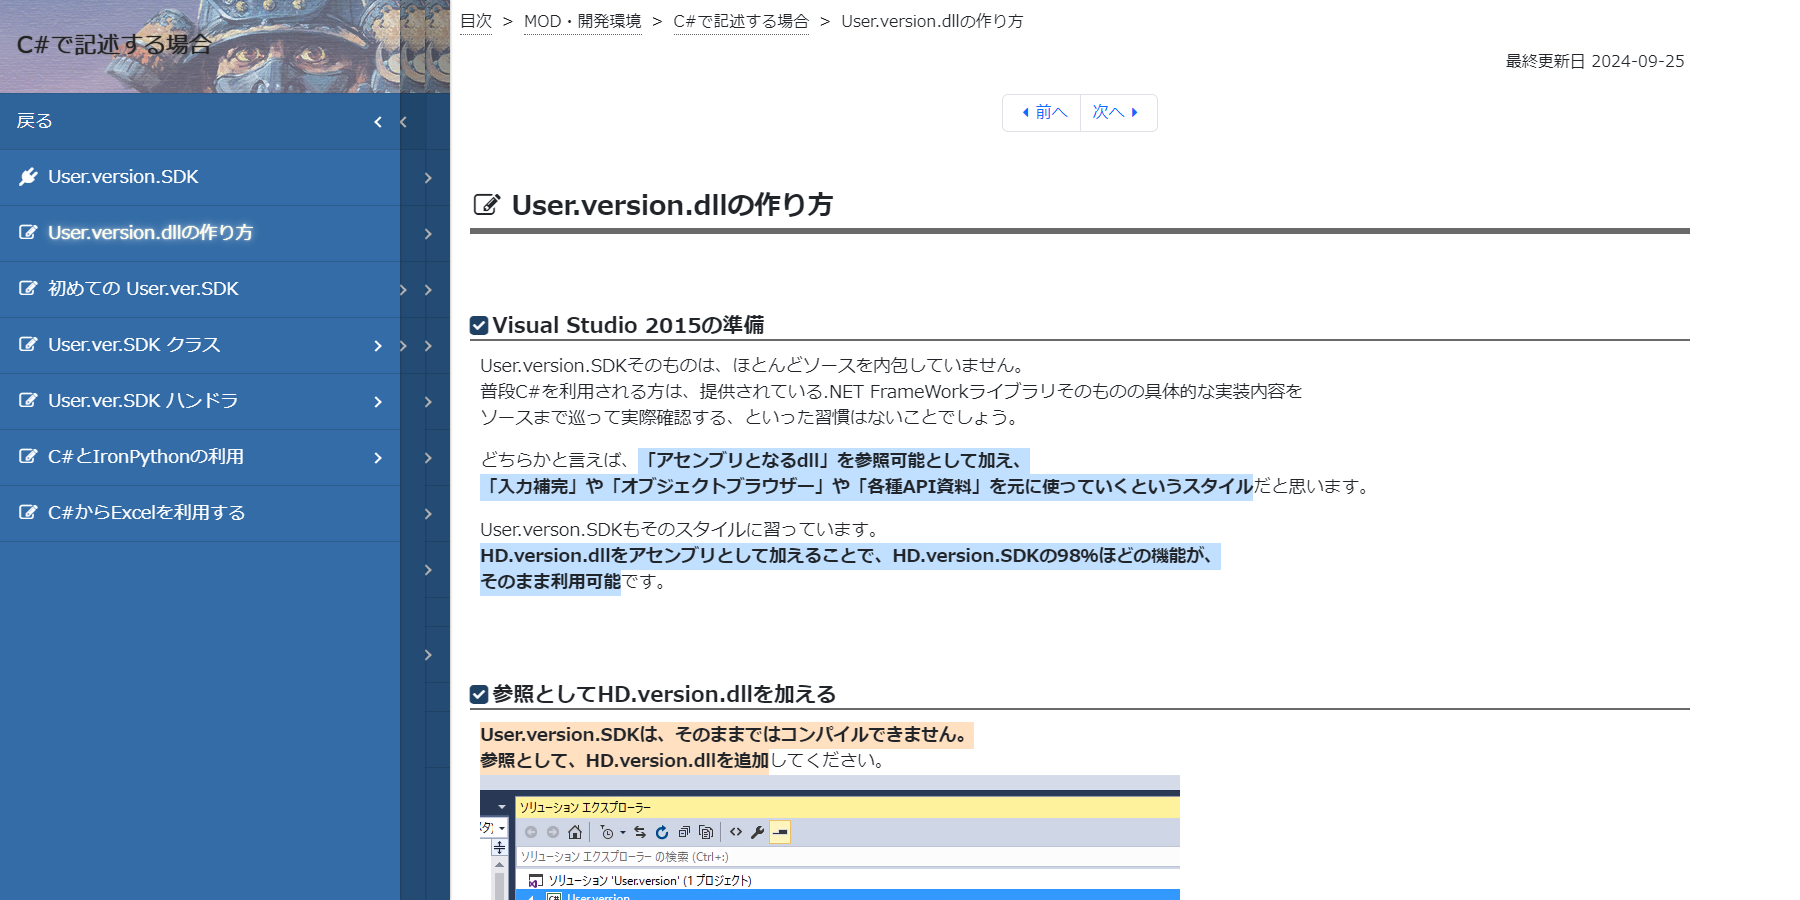 C#で記述する場合
戻る
User.version.SDK
User.version.dllの作り方
初めての User.ver.SDK
User.ver.SDK クラス
User.ver.SDK ハンドラ
C#とIronPythonの利用
C#からExcelを利用する
目次 > MOD・開発環境 > C#で記述する場合 > User.version.dllの作り方
最終更新日 2024-09-25
前へ 次へ
User.version.dllの作り方
Visual Studio 2015の準備
User.version.SDKそのものは、ほとんどソースを内包していません。
普段C#を利用される方は、提供されている.NET FrameWorkライブラリそのものの具体的な実装内容を
ソースまで巡って実際確認する、といった習慣はないことでしょう。
どちらかと言えば、「アセンブリとなるdll」を参照可能として加え、
「入力補完」や「オブジェクトブラウザー」や「各種API資料」を元に使っていくというスタイルだと思います。
User.verson.SDKもそのスタイルに習っています。
HD.version.dllをアセンブリとして加えることで、HD.version.SDKの98%ほどの機能が、
そのまま利用可能です。
参照としてHD.version.dllを加える
User.version.SDKは、そのままではコンパイルできません。
参照として、HD.version.dllを追加してください。
ソリューション エクスプローラー
ソリューション エクスプローラー の検索 (Ctrl+:)
ソリューション 'User.version' (1 プロジェクト)
User.version